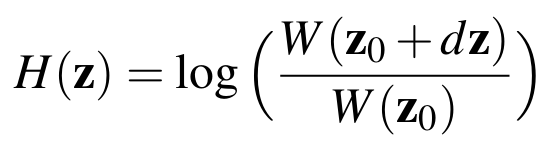 H(𝐳) = log ( W(𝐳₀ + d𝐳) / W(𝐳₀) )